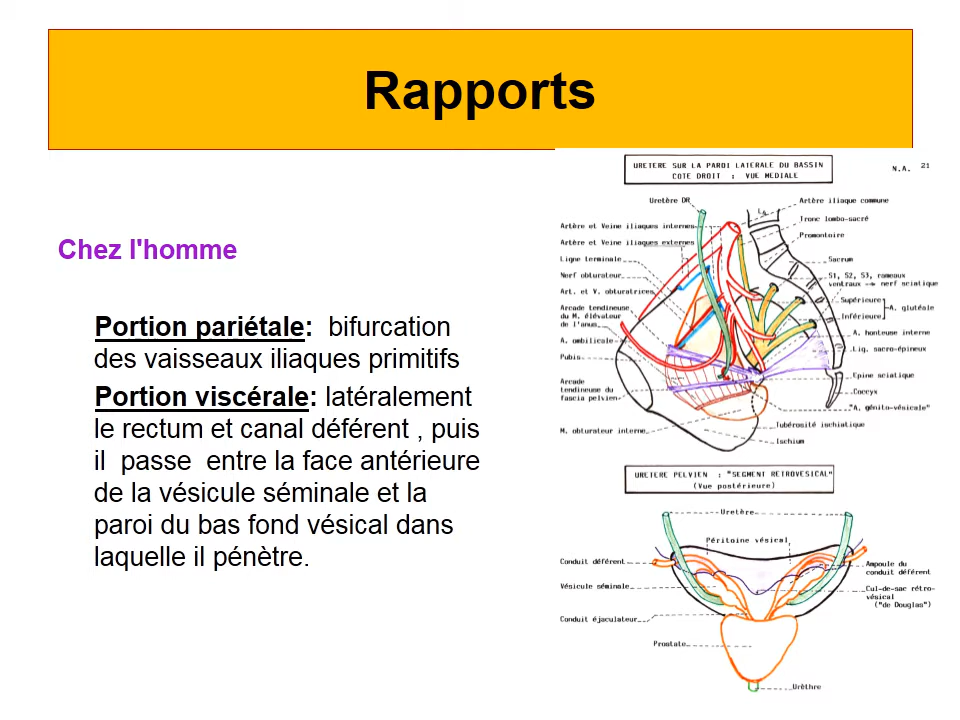 Rapports
Chez l'homme
Portion pariétale: bifurcation
des vaisseaux iliaques primitifs
Portion viscérale: latéralement
le rectum et canal déférent , puis
il passe entre la face antérieure
de la vésicule séminale et la
paroi du bas fond vésical dans
laquelle il pénètre.
URETERE SUR LA PAROI LATERALE DU BASSIN
COTE DROIT : VUE MEDIALE
N.A. 21
Uretère DR
Artère et Veine iliaques internes
Artère et Veine iliaques externes
Ligne terminale
Nerf obturateur
Art. et V. obturatrices
Arcade tendineuse
du M. élévateur
de l'anus
A. ombilicale
Pubis
Arcade
tendineuse du
fascia pelvien
M. obturateur interne
Artère iliaque commune
L5
Tronc lombo-sacré
Promontoire
Sacrum
S1, S2, S3, rameaux
ventraux → nerf sciatique
Supérieure
Inférieure
A. glutéale
A. honteuse interne
Lig. sacro-épineux
Epine sciatique
Coccyx
"A. génito-vésicale"
Tubérosité ischiatique
Ischium
URETERE PELVIEN : "SEGMENT RETROVESICAL"
(Vue postérieure)
Uretère
Péritoine vésical
Conduit déférent
Vésicule séminale
Conduit éjaculateur
Prostate
Ampoule du
conduit déférent
Cul-de-sac rétro-
vésical
("de Douglas")
Urèthre